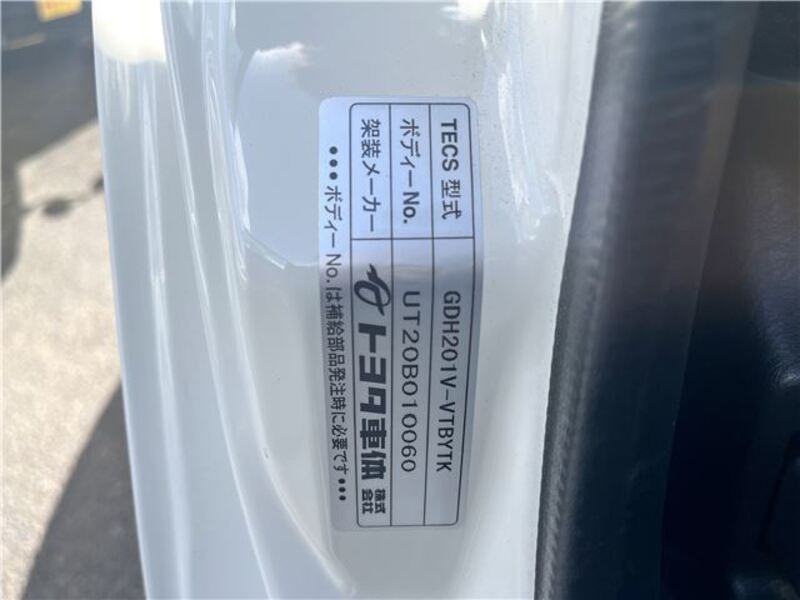 TECS 型式 GDH201V-VTBYTK
ボディーNo. UT20B010060
架装メーカー トヨタ車体 株式会社
•••ボディーNo.は補給部品発注時に必要です•••